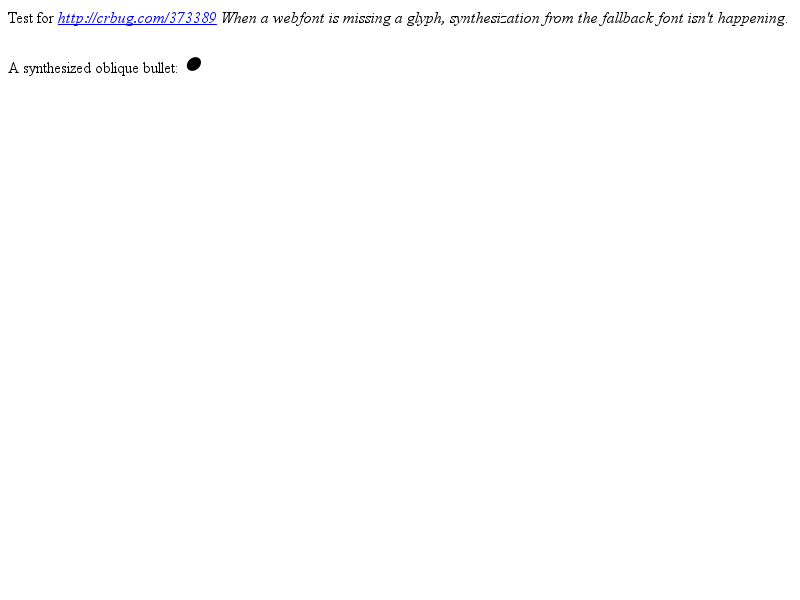 Test for http://crbug.com/373389 When a webfont is missing a glyph, synthesization from the fallback font isn't happening.
A synthesized oblique bullet: •